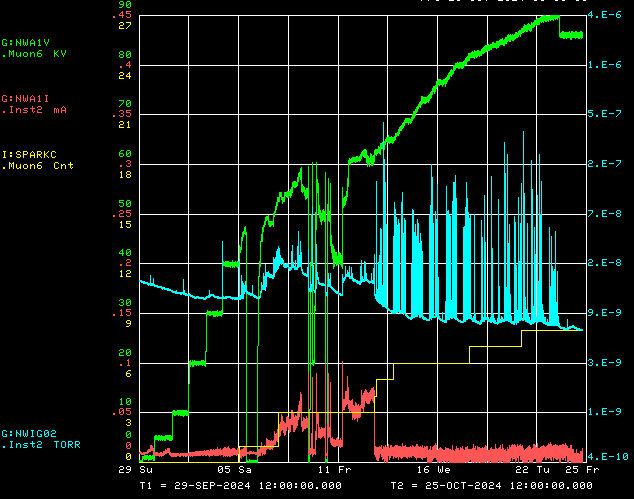 90
.45
27
4.E-6
G:NWA1V
.Muon6 KV
80
.4
24
1.E-6
G:NWA1I
.Inst2 mA
70
.35
21
5.E-7
I:SPARKC
.Muon6 Cnt
60
.3
18
2.E-7
50
.25
15
7.E-8
40
.2
12
2.E-8
30
.15
9
9.E-9
20
.1
6
3.E-9
10
.05
3
1.E-9
G:NWIG02
.Inst2 TORR
0
0
0
4.E-10
29 Su 05 Sa 11 Fr 16 We 22 Tu 25 Fr
T1 = 29-SEP-2024 12:00:00.000 T2 = 25-OCT-2024 12:00:00.000